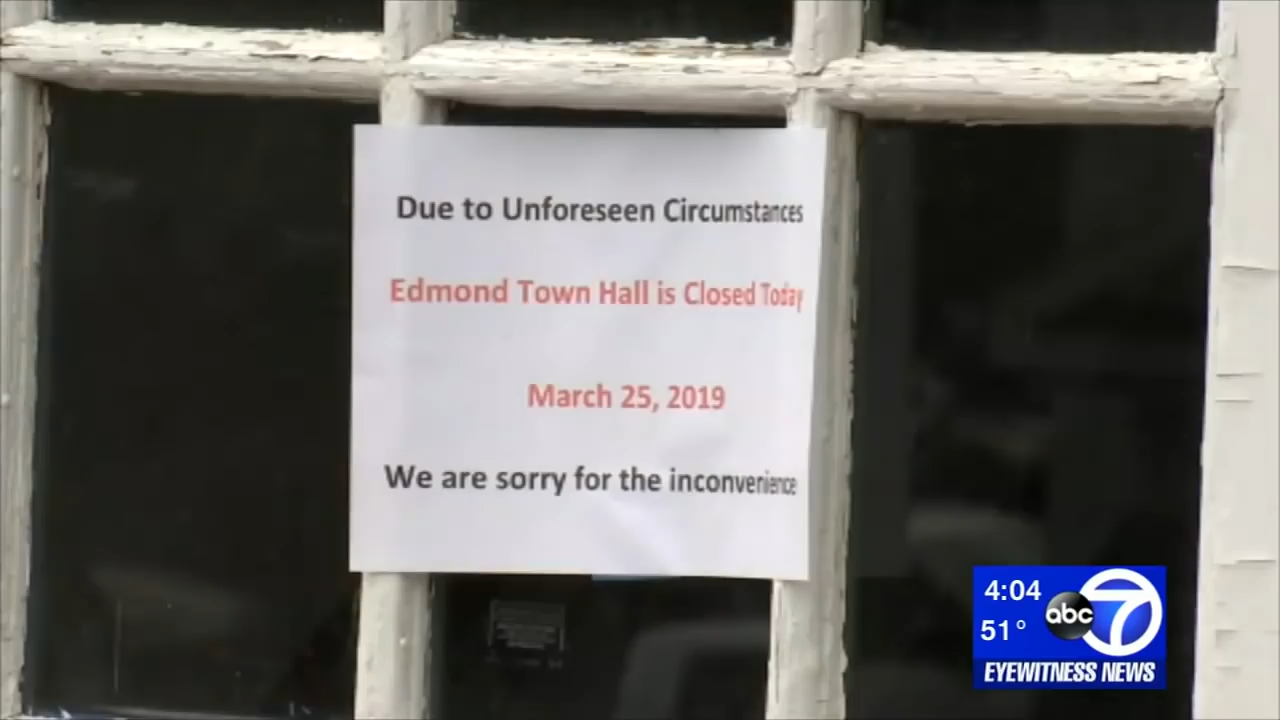 Due to Unforeseen Circumstances
Edmond Town Hall is Closed Today
March 25, 2019
We are sorry for the inconvenience
4:04
51°
abc 7
EYEWITNESS NEWS